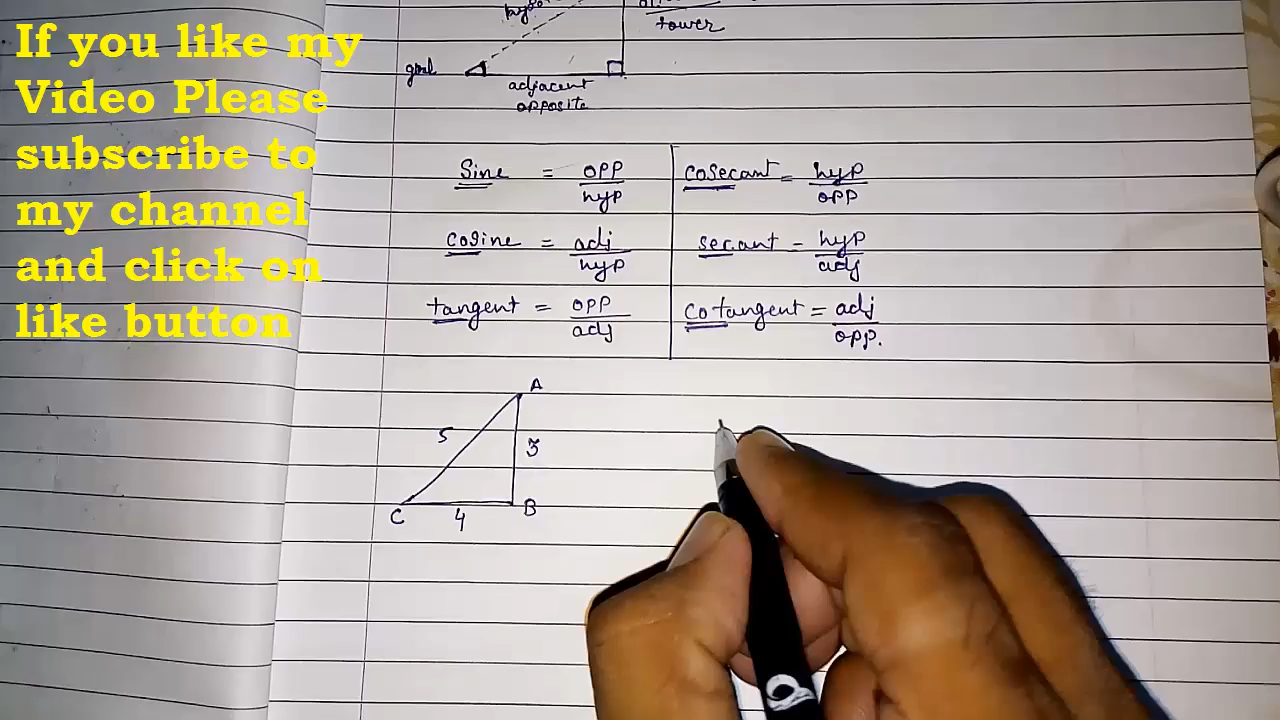 If you like my
Video Please
subscribe to
my channel
and click on
like button
tower
goal
adjacent
opposite
Sine = opp/hyp
cosecant = hyp/opp
cosine = adj/hyp
sec.ant = hyp/adj
tangent = opp/adj
cotangent = adj/opp.
A
5
3
C
4
B